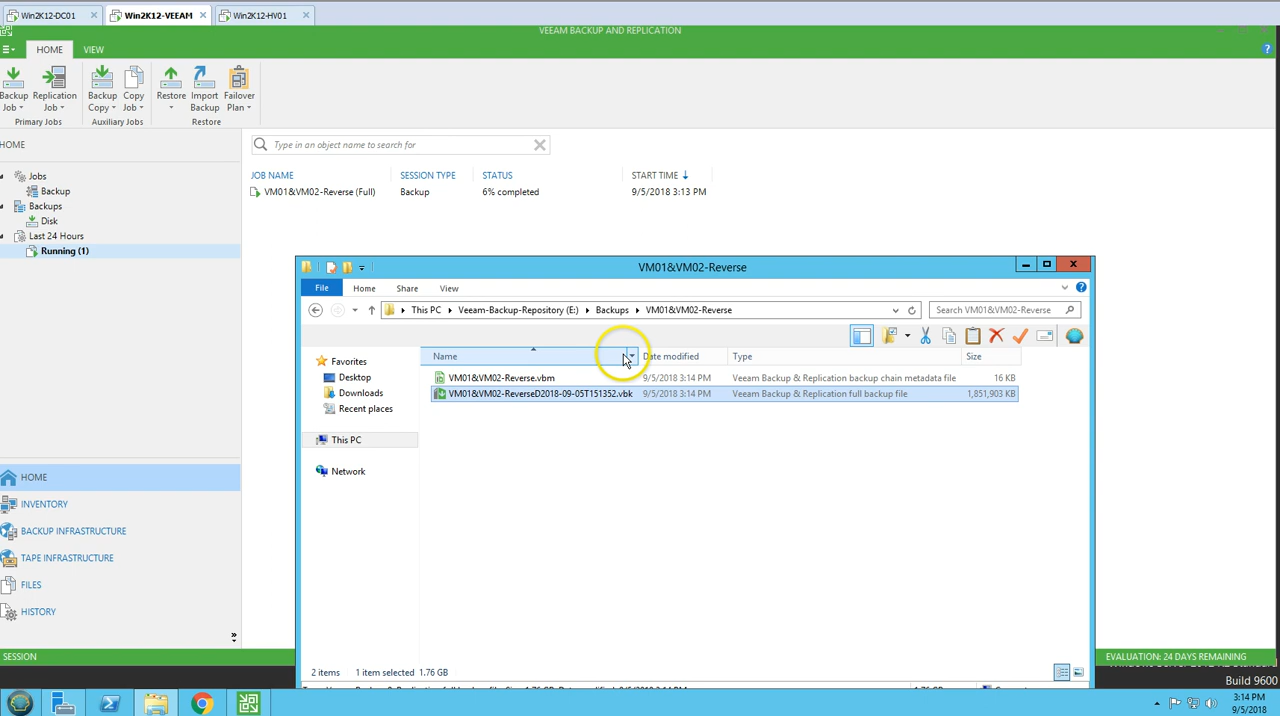 Win2K12-DC01
Win2K12-VEEAM
Win2K12-HV01
VEEAM BACKUP AND REPLICATION
HOME VIEW
Backup Job
Replication Job
Backup Copy
Copy Job
Restore
Import Backup
Failover Plan
Primary Jobs
Auxiliary Jobs
Restore
HOME
Jobs
Backup
Backups
Disk
Last 24 Hours
Running (1)
Type in an object name to search for
JOB NAME SESSION TYPE STATUS START TIME
VM01&VM02-Reverse (Full) Backup 6% completed 9/5/2018 3:13 PM
VM01&VM02-Reverse
File Home Share View
This PC Veeam-Backup-Repository (E:) Backups VM01&VM02-Reverse
Search VM01&VM02-Reverse
Favorites
Desktop
Downloads
Recent places
This PC
Network
Name Date modified Type Size
VM01&VM02-Reverse.vbm 9/5/2018 3:14 PM Veeam Backup & Replication backup chain metadata file 16 KB
VM01&VM02-ReverseD2018-09-05T151352.vbk 9/5/2018 3:14 PM Veeam Backup & Replication full backup file 1,851,903 KB
2 items 1 item selected 1.76 GB
HOME
INVENTORY
BACKUP INFRASTRUCTURE
TAPE INFRASTRUCTURE
FILES
HISTORY
SESSION
EVALUATION: 24 DAYS REMAINING
Build 9600
3:14 PM
9/5/2018